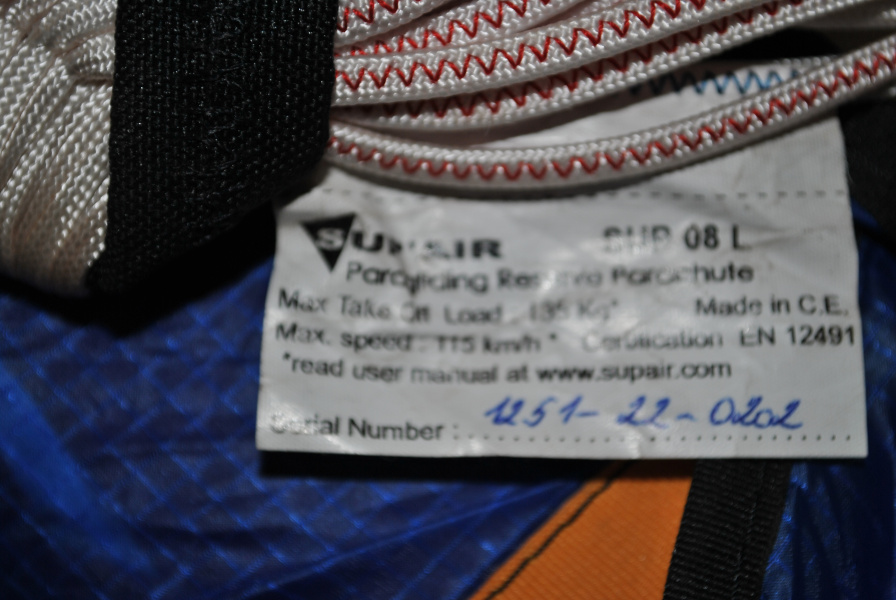 SUPAIR SUP 08 L
Paragliding Reserve Parachute
Max Take Off Load : 135 Kg* Made in C.E.
Max. speed : 115 km/h * Certification EN 12491
*read user manual at www.supair.com
Serial Number : 1251-22-0202